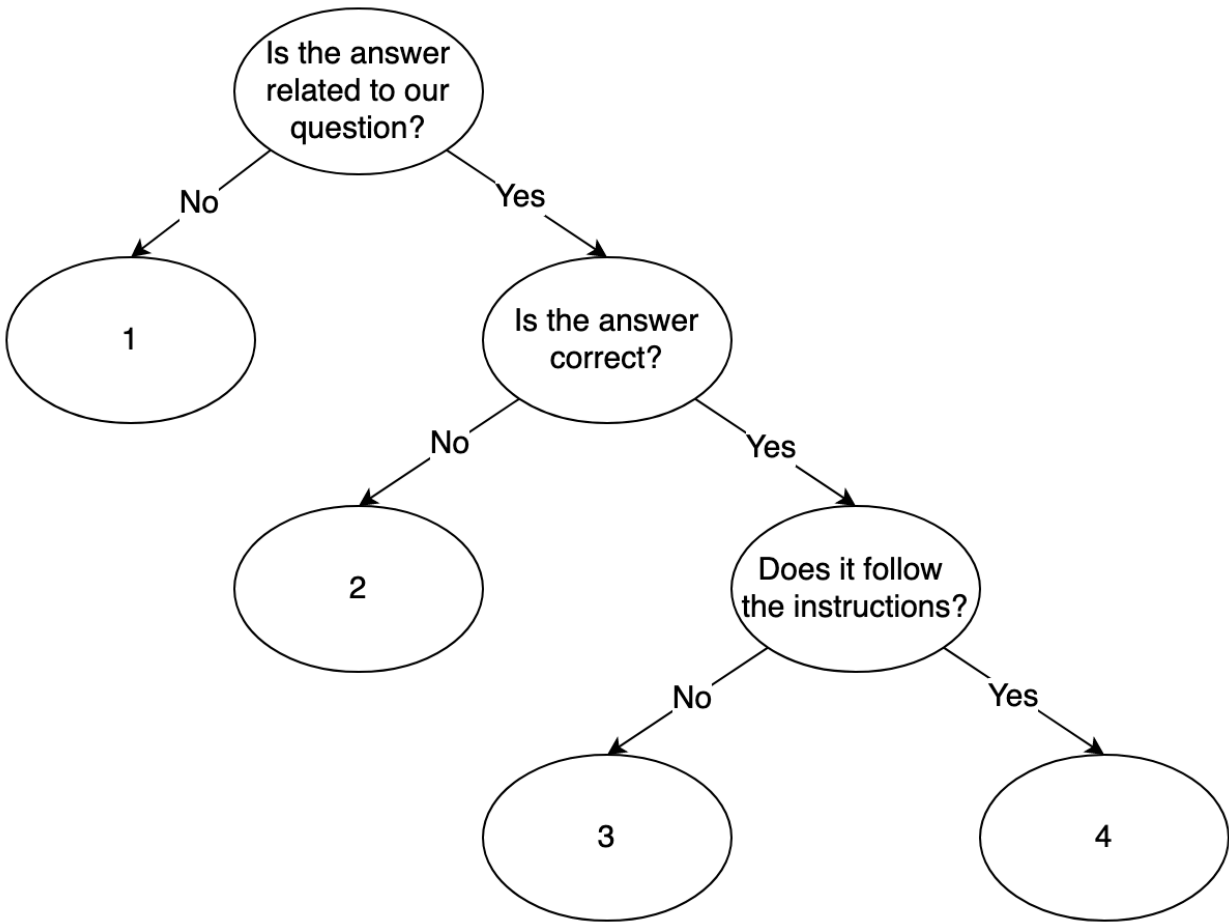 Is the answer
related to our
question?
No
Yes
1
Is the answer
correct?
No
Yes
2
Does it follow
the instructions?
No
Yes
3
4